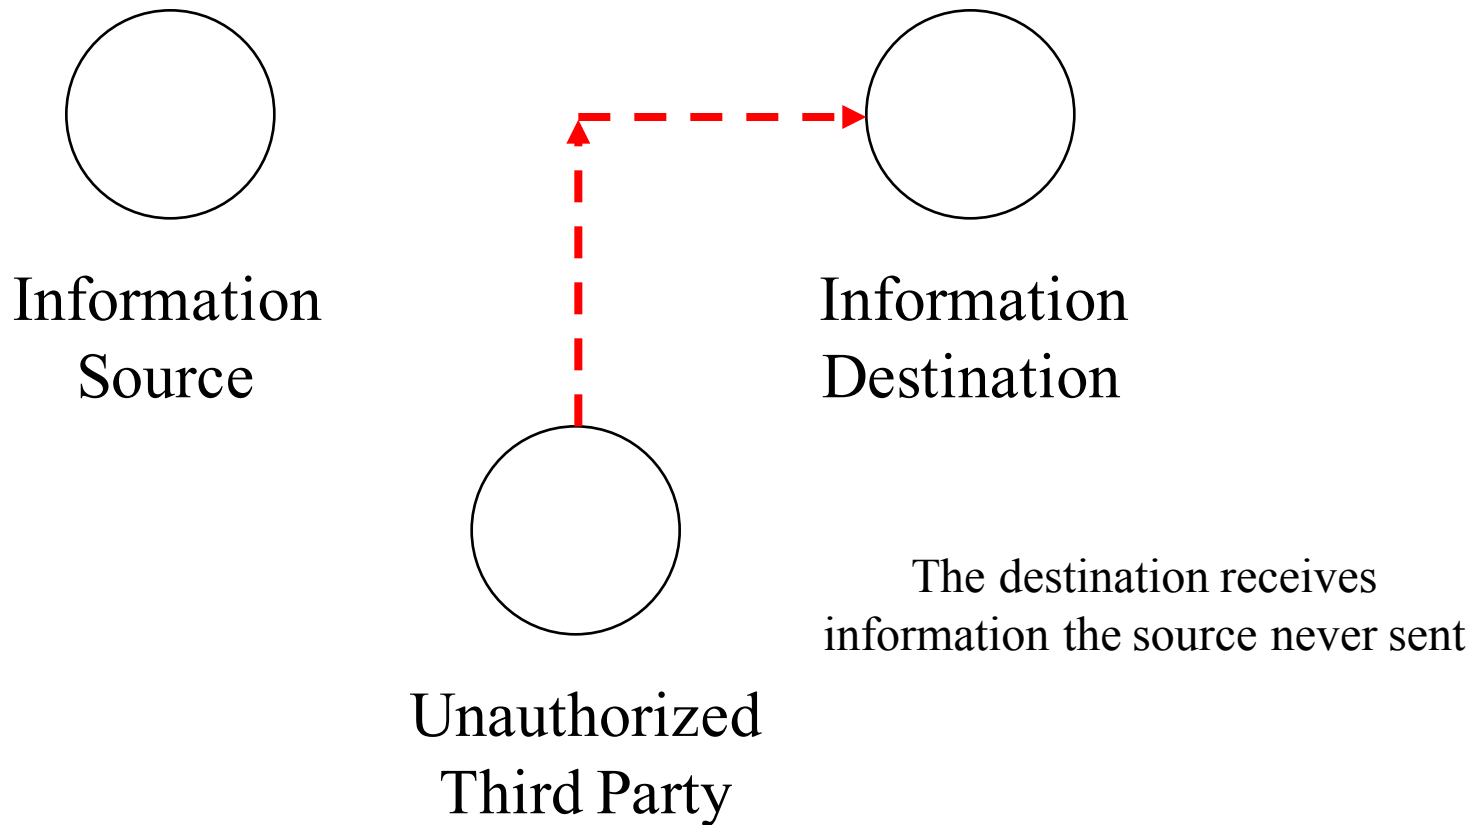 Information
Source
Information
Destination
The destination receives
information the source never sent
Unauthorized
Third Party